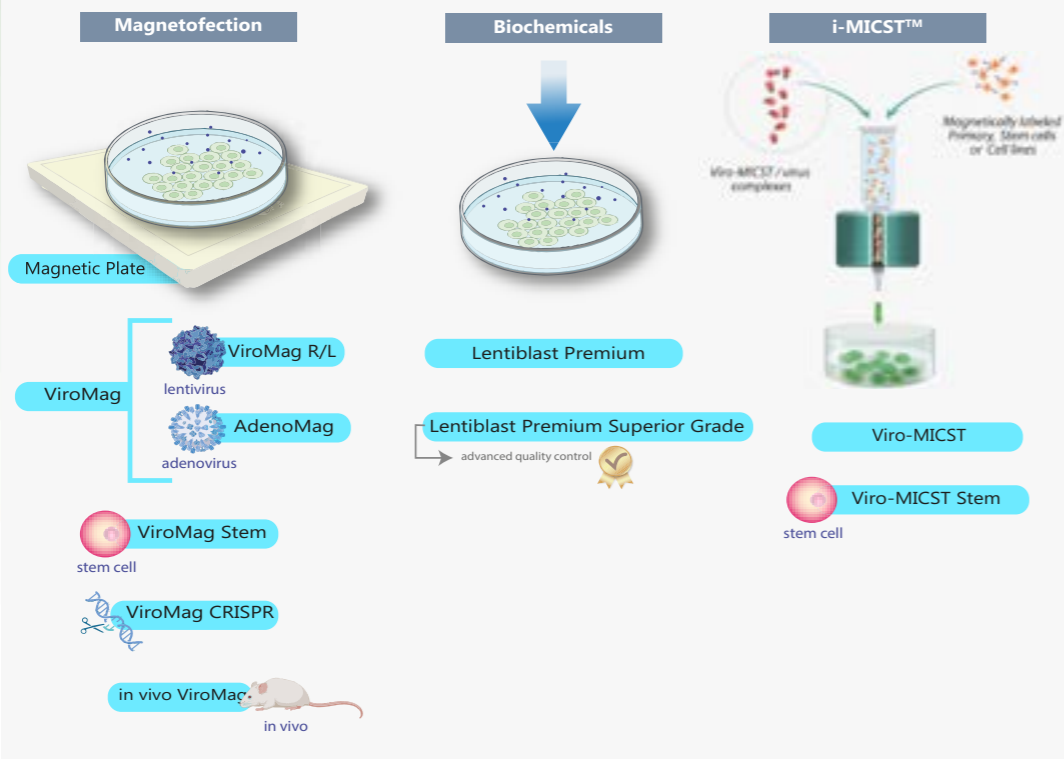 Magnetofection
Magnetic Plate
ViroMag
ViroMag R/L
lentivirus
AdenoMag
adenovirus
ViroMag Stem
stem cell
ViroMag CRISPR
in vivo ViroMag
in vivo
Biochemicals
Lentiblast Premium
Lentiblast Premium Superior Grade
advanced quality control
i-MICST™
Viro-MICST / virus
complexes
Magnetically labeled
Primary, Stem cells
or Cell lines
Viro-MICST
Viro-MICST Stem
stem cell